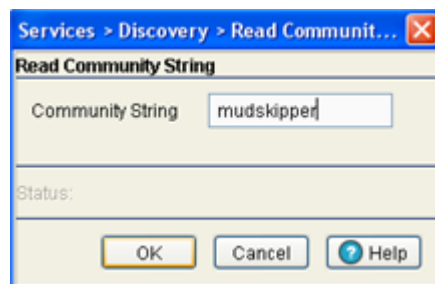 Services > Discovery > Read Communit...
Read Community String
Community String mudskipper
Status:
OK Cancel Help